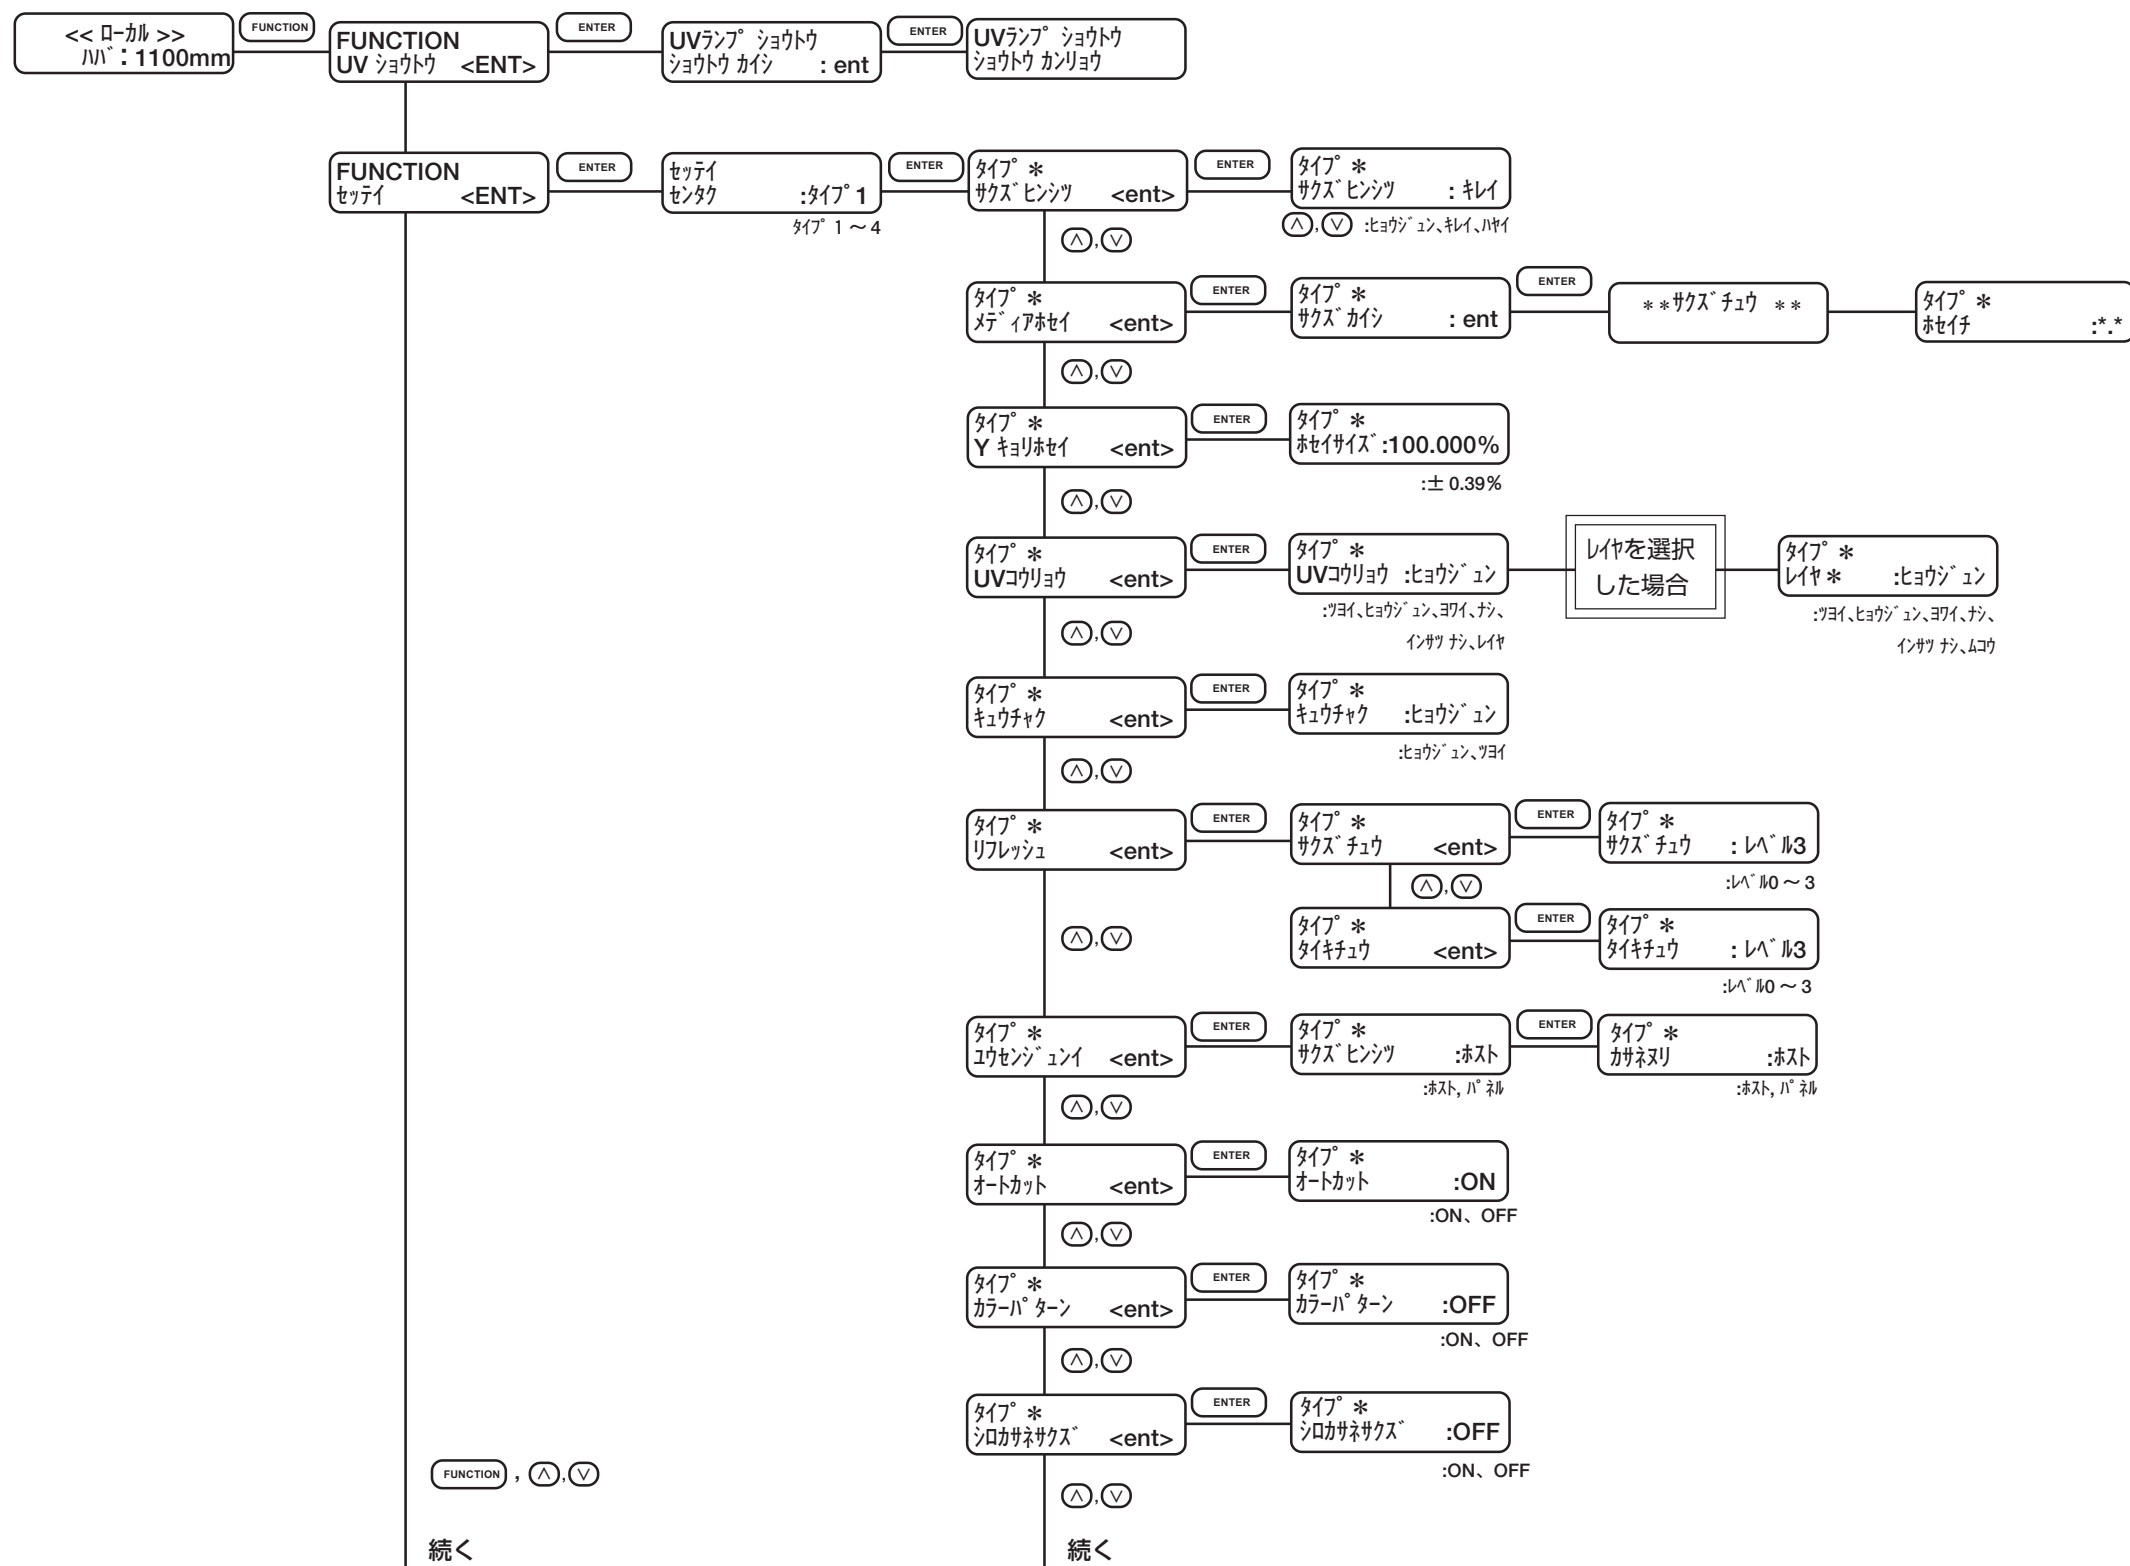 << ﾛｰｶﾙ >>
ﾊﾊﾞ : 1100mm
FUNCTION
FUNCTION
UV ｼｮｳﾄｳ <ENT>
ENTER
UVﾗﾝﾌﾟ ｼｮｳﾄｳ
ｼｮｳﾄｳ ｶｲｼ : ent
ENTER
UVﾗﾝﾌﾟ ｼｮｳﾄｳ
ｼｮｳﾄｳ ｶﾝﾘｮｳ
FUNCTION
ｾｯﾃｲ <ENT>
ENTER
ｾｯﾃｲ
ｾﾝﾀｸ :ﾀｲﾌﾟ 1
ﾀｲﾌﾟ 1 ～ 4
ENTER
ﾀｲﾌﾟ ＊
ｻｸｽﾞ ﾋﾝｼﾂ <ent>
ENTER
ﾀｲﾌﾟ ＊
ｻｸｽﾞ ﾋﾝｼﾂ : ｷﾚｲ
∧, ∨ :ﾋｮｳｼﾞｭﾝ、ｷﾚｲ、ﾊﾔｲ
∧, ∨
ﾀｲﾌﾟ ＊
ﾒﾃﾞｨｱﾎｾｲ <ent>
ENTER
ﾀｲﾌﾟ ＊
ｻｸｽﾞ ｶｲｼ : ent
ENTER
＊＊ｻｸｽﾞ ﾁｭｳ ＊＊
ﾀｲﾌﾟ ＊
ﾎｾｲﾁ :*.*
∧, ∨
ﾀｲﾌﾟ ＊
Y ｷｮﾘﾎｾｲ <ent>
ENTER
ﾀｲﾌﾟ ＊
ﾎｾｲｻｲｽﾞ :100.000%
:± 0.39%
∧, ∨
ﾀｲﾌﾟ ＊
UVｺｳﾘｮｳ <ent>
ENTER
ﾀｲﾌﾟ ＊
UVｺｳﾘｮｳ :ﾋｮｳｼﾞｭﾝ
:ﾂﾖｲ、ﾋｮｳｼﾞｭﾝ、ﾖﾜｲ、ﾅｼ、
ｲﾝｻﾂ ﾅｼ、ﾚｲﾔ
ﾚｲﾔを選択
した場合
ﾀｲﾌﾟ ＊
ﾚｲﾔ＊ :ﾋｮｳｼﾞｭﾝ
:ﾂﾖｲ、ﾋｮｳｼﾞｭﾝ、ﾖﾜｲ、ﾅｼ、
ｲﾝｻﾂ ﾅｼ、ﾑｺｳ
∧, ∨
ﾀｲﾌﾟ ＊
ｷｭｳﾁｬｸ <ent>
ENTER
ﾀｲﾌﾟ ＊
ｷｭｳﾁｬｸ :ﾋｮｳｼﾞｭﾝ
:ﾋｮｳｼﾞｭﾝ、ﾂﾖｲ
∧, ∨
ﾀｲﾌﾟ ＊
ﾘﾌﾚｯｼｭ <ent>
ENTER
ﾀｲﾌﾟ ＊
ｻｸｽﾞ ﾁｭｳ <ent>
ENTER
ﾀｲﾌﾟ ＊
ｻｸｽﾞ ﾁｭｳ : ﾚﾍﾞﾙ3
:ﾚﾍﾞﾙ0 ～ 3
∧, ∨
∧, ∨
ﾀｲﾌﾟ ＊
ﾀｲｷﾁｭｳ <ent>
ENTER
ﾀｲﾌﾟ ＊
ﾀｲｷﾁｭｳ : ﾚﾍﾞﾙ3
:ﾚﾍﾞﾙ0 ～ 3
ﾀｲﾌﾟ ＊
ﾕｳｾﾝｼﾞｭﾝｲ <ent>
ENTER
ﾀｲﾌﾟ ＊
ｻｸｽﾞ ﾋﾝｼﾂ :ﾎｽﾄ
:ﾎｽﾄ, ﾊﾟﾈﾙ
ENTER
ﾀｲﾌﾟ ＊
ｶｻﾈﾇﾘ :ﾎｽﾄ
:ﾎｽﾄ, ﾊﾟﾈﾙ
∧, ∨
ﾀｲﾌﾟ ＊
ｵｰﾄｶｯﾄ <ent>
ENTER
ﾀｲﾌﾟ ＊
ｵｰﾄｶｯﾄ :ON
:ON、OFF
∧, ∨
ﾀｲﾌﾟ ＊
ｶﾗｰﾊﾟﾀｰﾝ <ent>
ENTER
ﾀｲﾌﾟ ＊
ｶﾗｰﾊﾟﾀｰﾝ :OFF
:ON、OFF
∧, ∨
ﾀｲﾌﾟ ＊
ｼﾛｶｻﾈｻｸｽﾞ <ent>
ENTER
ﾀｲﾌﾟ ＊
ｼﾛｶｻﾈｻｸｽﾞ :OFF
:ON、OFF
FUNCTION , ∧, ∨
∧, ∨
続く
続く